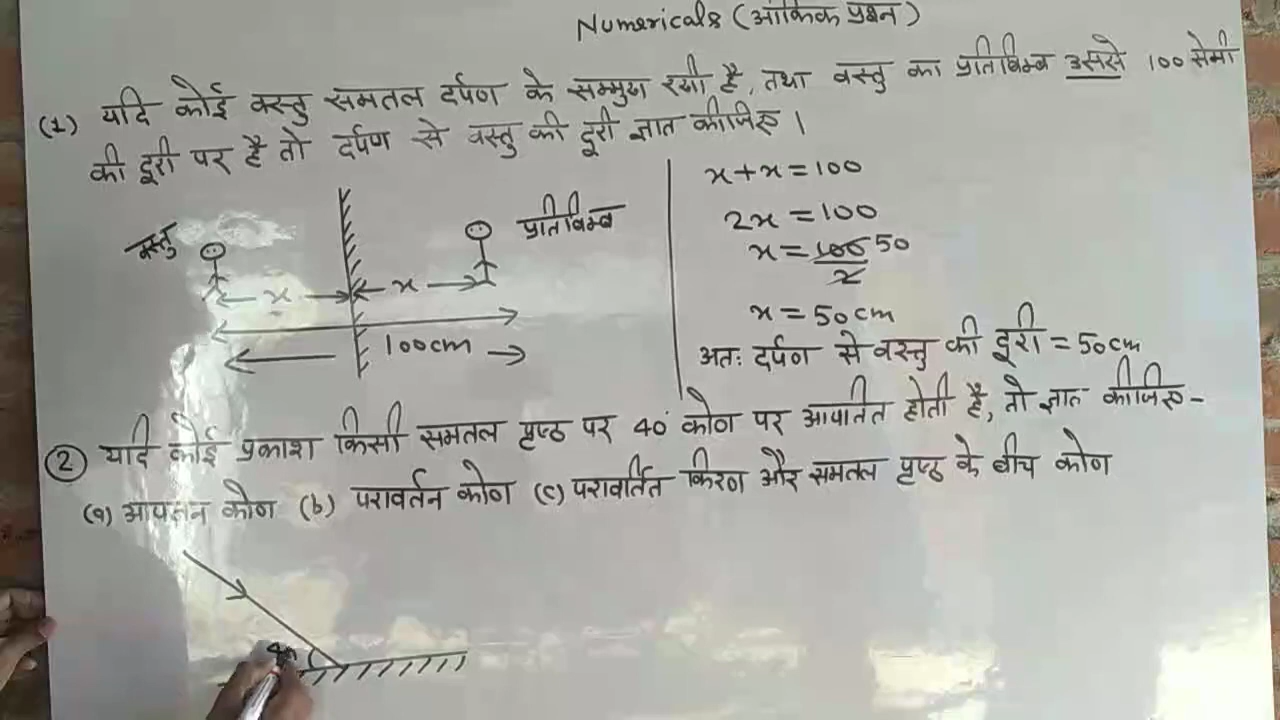 Numericals (आंकिक प्रश्न)
(1) यदि कोई वस्तु समतल दर्पण के सम्मुख रखी है, तथा वस्तु का प्रतिबिम्ब उससे 100 सेमी
की दूरी पर है तो दर्पण से वस्तु की दूरी ज्ञात कीजिए ।
वस्तु
प्रतिबिम्ब
x x
100cm
x + x = 100
2x = 100
x = 100 50
2
x = 50cm
अतः दर्पण से वस्तु की दूरी = 50cm
(2) यदि कोई प्रकाश किसी समतल पृष्ठ पर 40° कोण पर आपतित होती है, तो ज्ञात कीजिए -
(a) आपतन कोण (b) परावर्तन कोण (c) परावर्तित किरण और समतल पृष्ठ के बीच कोण